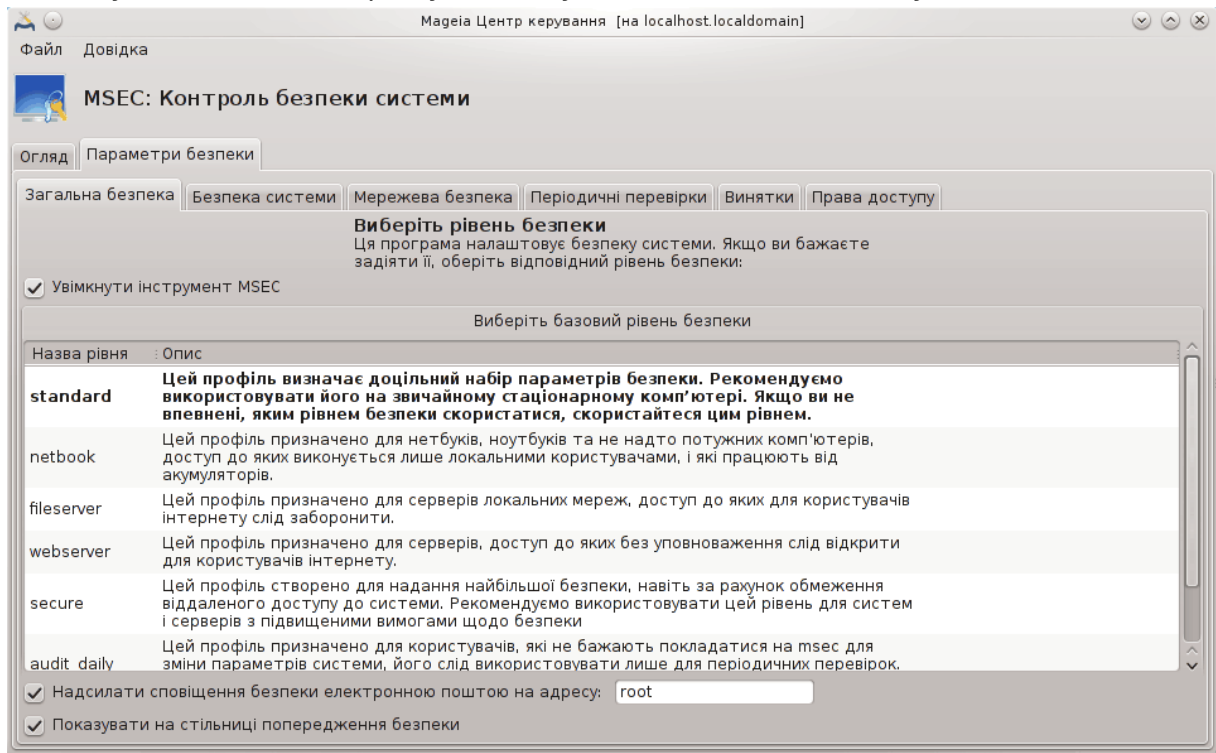 Mageia Центр керування [на localhost.localdomain]
Файл Довідка
MSEC: Контроль безпеки системи
Огляд Параметри безпеки
Загальна безпека Безпека системи Мережева безпека Періодичні перевірки Винятки Права доступу
Виберіть рівень безпеки
Ця програма налаштовує безпеку системи. Якщо ви бажаєте
задіяти її, оберіть відповідний рівень безпеки:
Увімкнути інструмент MSEC
Виберіть базовий рівень безпеки
Назва рівня Опис
Цей профіль визначає доцільний набір параметрів безпеки. Рекомендуємо
standard використовувати його на звичайному стаціонарному комп’ютері. Якщо ви не
впевнені, яким рівнем безпеки скористатися, скористайтеся цим рівнем.
Цей профіль призначено для нетбуків, ноутбуків та не надто потужних комп'ютерів,
netbook доступ до яких виконується лише локальними користувачами, і які працюють від
акумуляторів.
fileserver Цей профіль призначено для серверів локальних мереж, доступ до яких для користувачів
інтернету слід заборонити.
webserver Цей профіль призначено для серверів, доступ до яких без уповноваження слід відкрити
для користувачів інтернету.
Цей профіль створено для надання найбільшої безпеки, навіть за рахунок обмеження
secure віддаленого доступу до системи. Рекомендуємо використовувати цей рівень для систем
і серверів з підвищеними вимогами щодо безпеки
Цей профіль призначено для користувачів, які не бажають покладатися на msec для
audit daily зміни параметрів системи, його слід використовувати лише для періодичних перевірок.
Надсилати сповіщення безпеки електронною поштою на адресу: root
Показувати на стільниці попередження безпеки